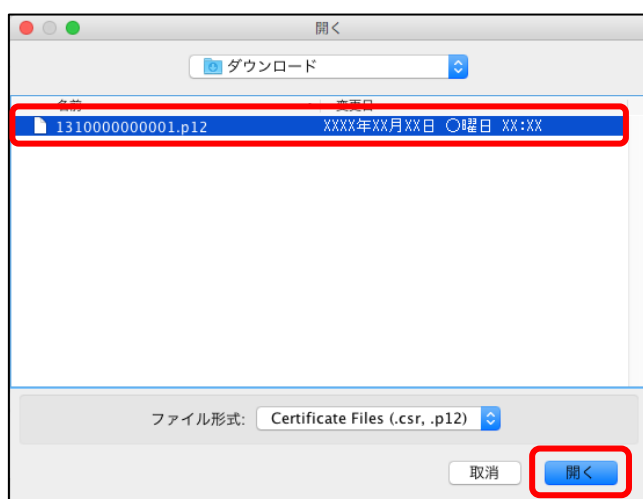 開く
ダウンロード
名前 変更日
1310000000001.p12 XXXX年XX月XX日 〇曜日 XX:XX
ファイル形式: Certificate Files (.csr, .p12)
取消 開く